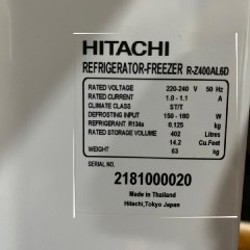 HITACHI
REFRIGERATOR-FREEZER R-Z400AL6D
RATED VOLTAGE 220-240 V 50 Hz
RATED CURRENT 1.0 - 1.1 A
CLIMATE CLASS ST/T
DEFROSTING INPUT 150 - 180 W
REFRIGERANT R134a 0.125 kg
RATED STORAGE VOLUME 402 Litres
14.2 Cu.Feet
WEIGHT 63 kg
SERIAL NO.
2181000020
Made in Thailand
Hitachi,Tokyo Japan